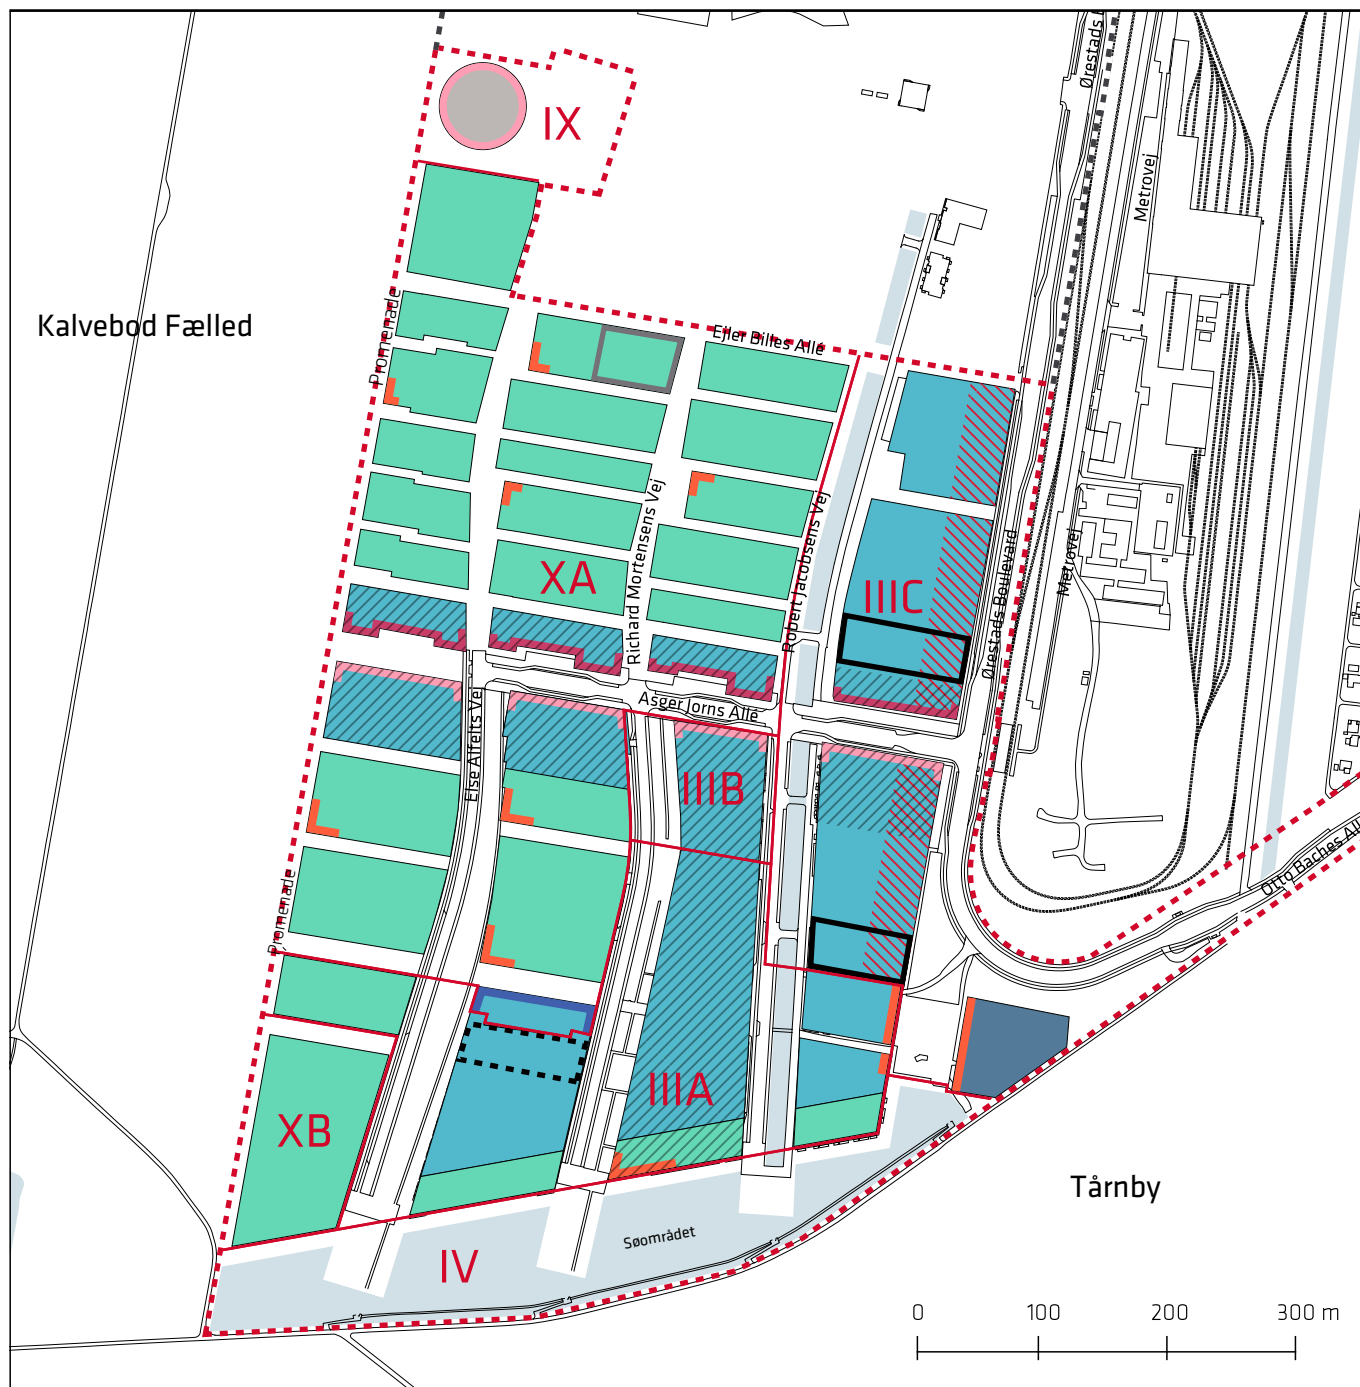 Ørestads
IX
Metrovej
Kalvebod Fælled
Promenade
Ejler Billes Allé
Richard Mortensens Vej
Robert Jacobsens Vej
XA
IIIC
Ørestads Boulevard
Metrovej
Asger Jorns Allé
Else Alfelts Vej
IIIB
Otto Baches
Promenade
IIIA
XB
Tårnby
Søområdet
IV
0 100 200 300 m